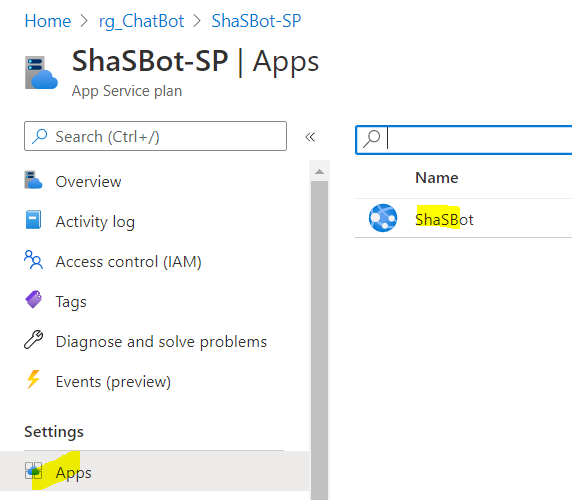 Home > rg_ChatBot > ShaSBot-SP
ShaSBot-SP | Apps
App Service plan
Search (Ctrl+/)
«
Overview
Activity log
Access control (IAM)
Tags
Diagnose and solve problems
Events (preview)
Settings
Apps
Name
ShaSBot